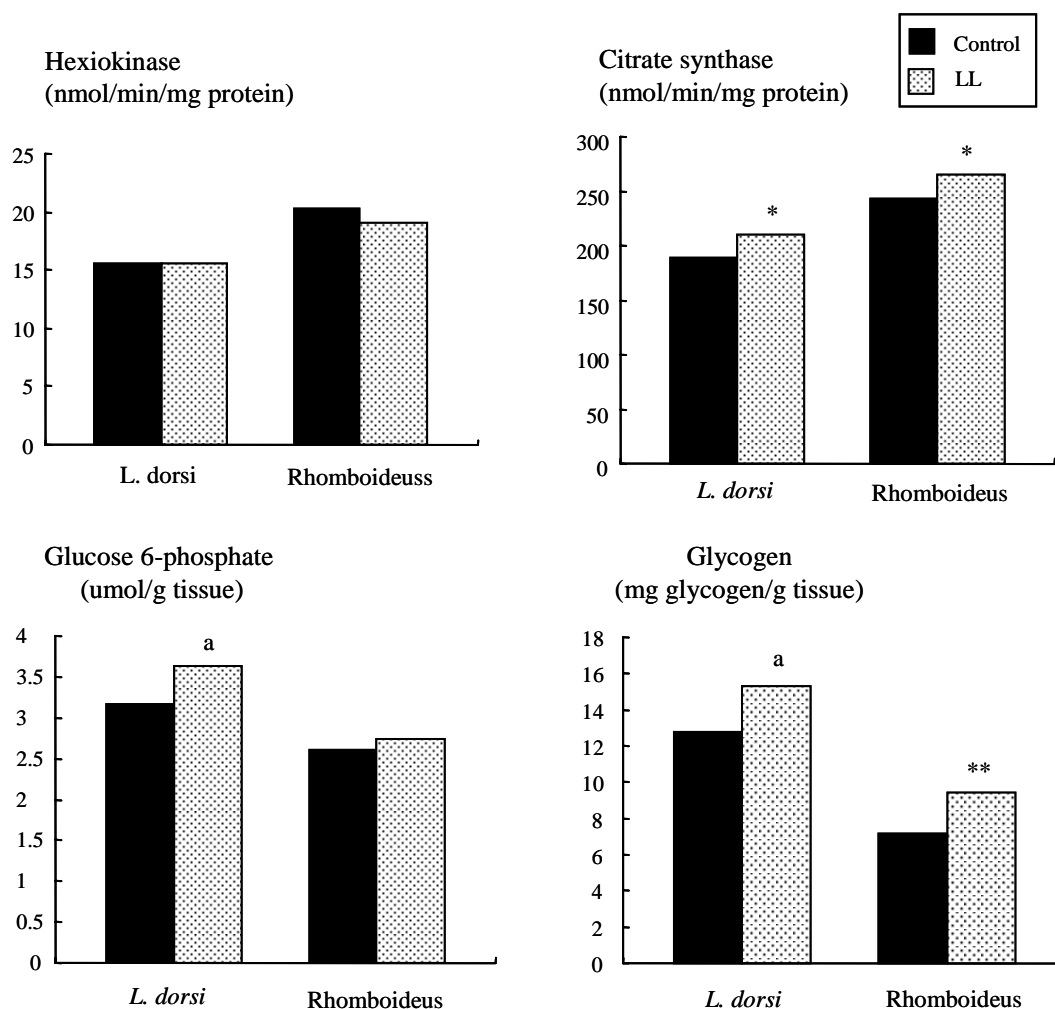 Hexiokinase
(nmol/min/mg protein)
25
20
15
10
5
0
L. dorsi Rhomboideuss
Citrate synthase
(nmol/min/mg protein)
Control
LL
300
250
200
150
100
50
0
*
*
L. dorsi Rhomboideus
Glucose 6-phosphate
(umol/g tissue)
4
3.5
3
2.5
2
1.5
1
0.5
0
a
L. dorsi Rhomboideus
Glycogen
(mg glycogen/g tissue)
18
16
14
12
10
8
6
4
2
0
a
**
L. dorsi Rhomboideus